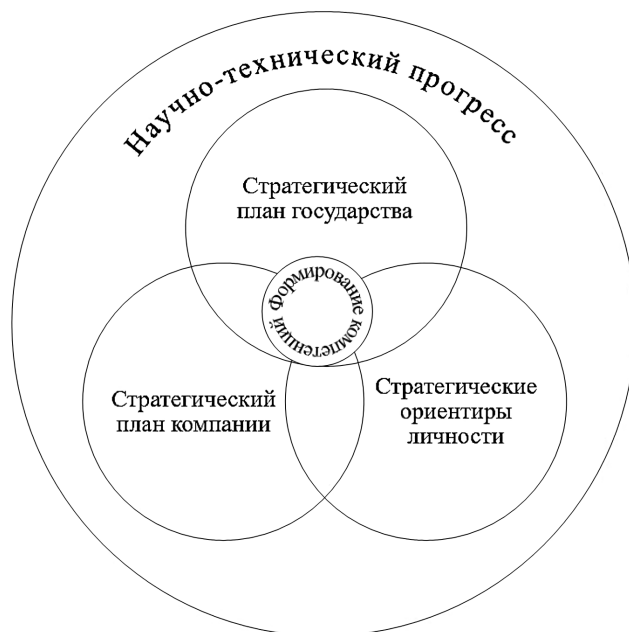 Научно-технический прогресс
Стратегический
план государства
Формирование компетенций
Стратегический
план компании
Стратегические
ориентиры
личности